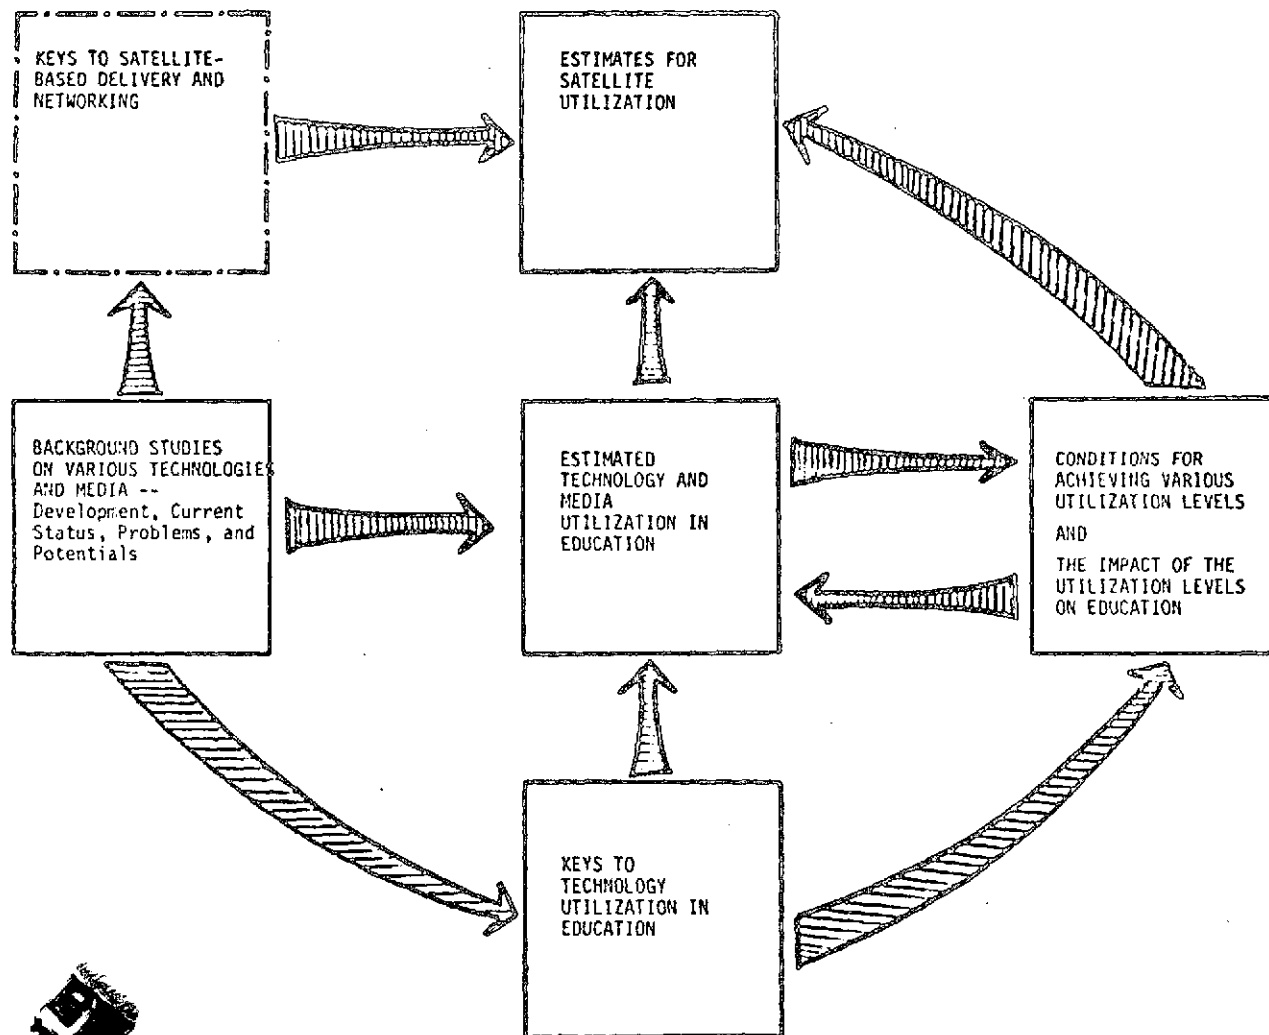 KEYS TO SATELLITE-
BASED DELIVERY AND
NETWORKING
ESTIMATES FOR
SATELLITE
UTILIZATION
BACKGROUND STUDIES
ON VARIOUS TECHNOLOGIES
AND MEDIA --
Development, Current
Status, Problems, and
Potentials
ESTIMATED
TECHNOLOGY AND
MEDIA
UTILIZATION IN
EDUCATION
CONDITIONS FOR
ACHIEVING VARIOUS
UTILIZATION LEVELS
AND
THE IMPACT OF THE
UTILIZATION LEVELS
ON EDUCATION
KEYS TO
TECHNOLOGY
UTILIZATION IN
EDUCATION